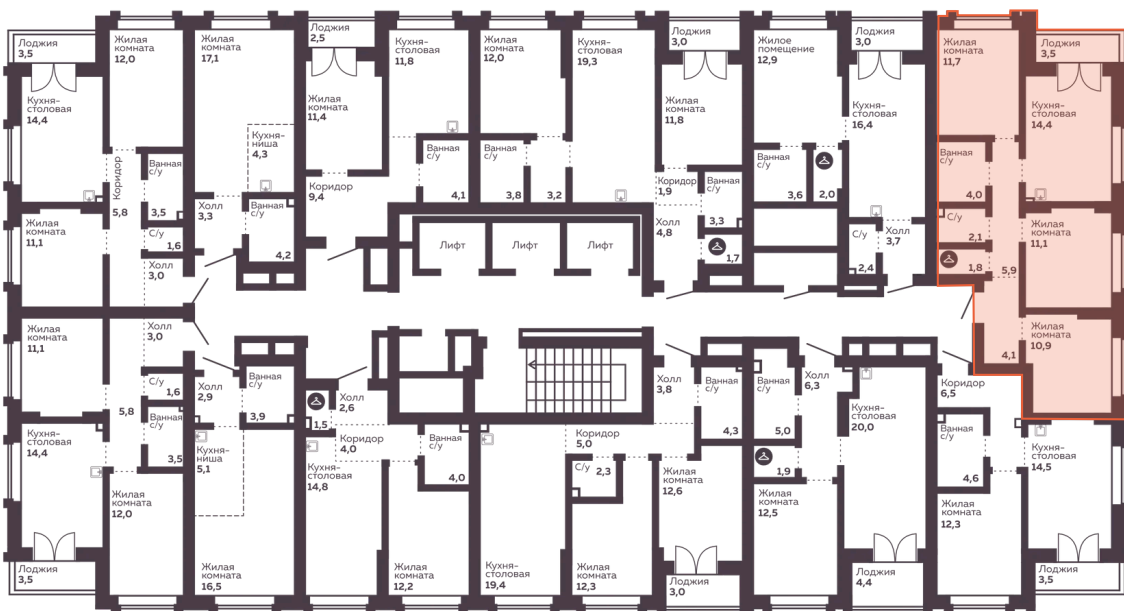 Лоджия
3,5
Жилая
комната
12,0
Жилая
комната
17,1
Лоджия
2,5
Кухня-
столовая
11,8
Жилая
комната
12,0
Кухня-
столовая
19,3
Лоджия
3,0
Жилое
помещение
12,9
Лоджия
3,0
Жилая
комната
11,7
Лоджия
3,5
Кухня-
столовая
14,4
Жилая
комната
11,4
Жилая
комната
11,8
Кухня-
столовая
16,4
Кухня-
столовая
14,4
Кухня-
ниша
4,3
Коридор
5,8
Ванная
с/у
3,5
Ванная
с/у
4,1
Ванная
с/у
3,8
3,2
Ванная
с/у
3,6
2,0
Ванная
с/у
4,0
Коридор
9,4
Коридор
1,9
Ванная
с/у
3,3
Жилая
комната
11,1
С/у
1,6
Холл
3,3
Ванная
с/у
4,2
Лифт
Лифт
Лифт
Холл
4,8
1,7
С/у
2,4
Холл
3,7
С/у
2,1
1,8
5,9
Жилая
комната
11,1
Холл
3,0
Жилая
комната
11,1
Холл
3,0
4,1
Жилая
комната
10,9
С/у
1,6
5,8
Холл
2,9
Ванная
с/у
3,9
Холл
2,6
1,5
Холл
3,8
Ванная
с/у
4,3
Ванная
с/у
5,0
Холл
6,3
Коридор
6,5
Кухня-
столовая
14,4
Ванная
с/у
3,5
Кухня-
ниша
5,1
Коридор
4,0
Ванная
с/у
4,0
Коридор
5,0
Кухня-
столовая
20,0
Ванная
с/у
4,6
Кухня-
столовая
14,5
Кухня-
столовая
14,8
С/у
2,3
Жилая
комната
12,6
1,9
Жилая
комната
12,0
Жилая
комната
12,5
Жилая
комната
12,3
Лоджия
3,5
Жилая
комната
16,5
Жилая
комната
12,2
Кухня-
столовая
19,4
Жилая
комната
12,3
Лоджия
3,0
Лоджия
4,4
Лоджия
3,5